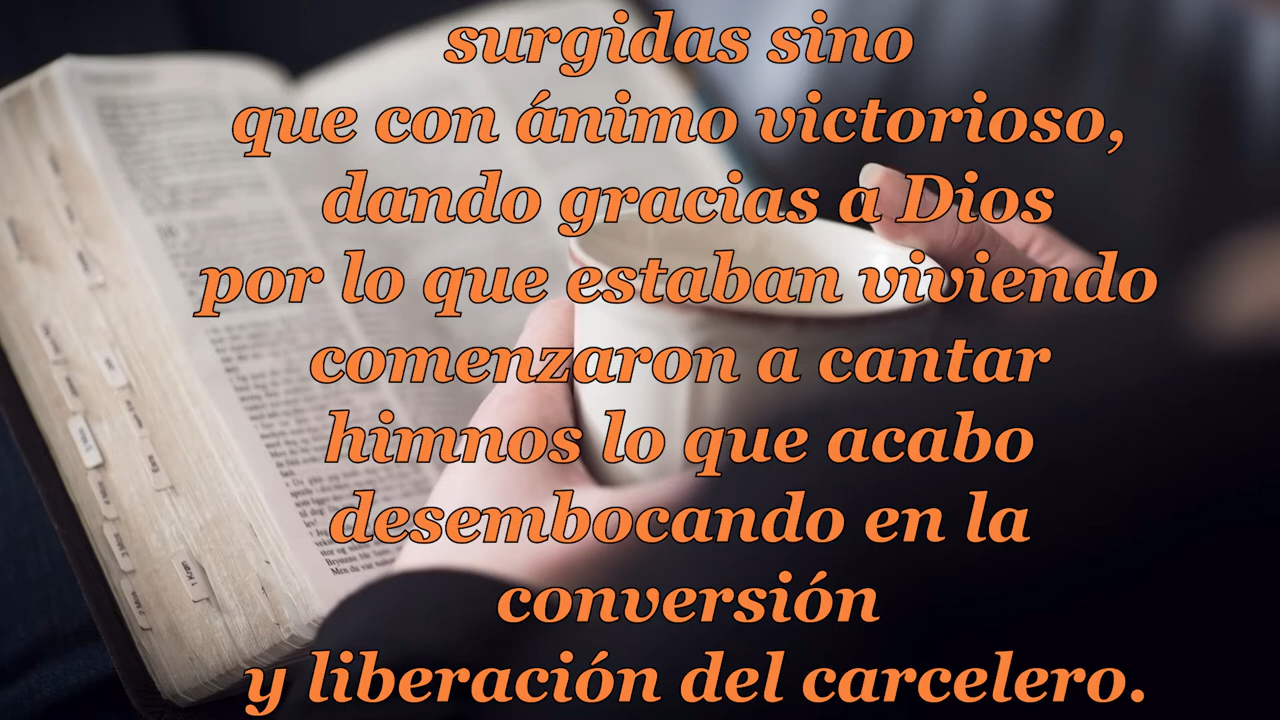 surgidas sino
que con ánimo victorioso,
dando gracias a Dios
por lo que estaban viviendo
comenzaron a cantar
himnos lo que acabo
desembocando en la
conversión
y liberación del carcelero.